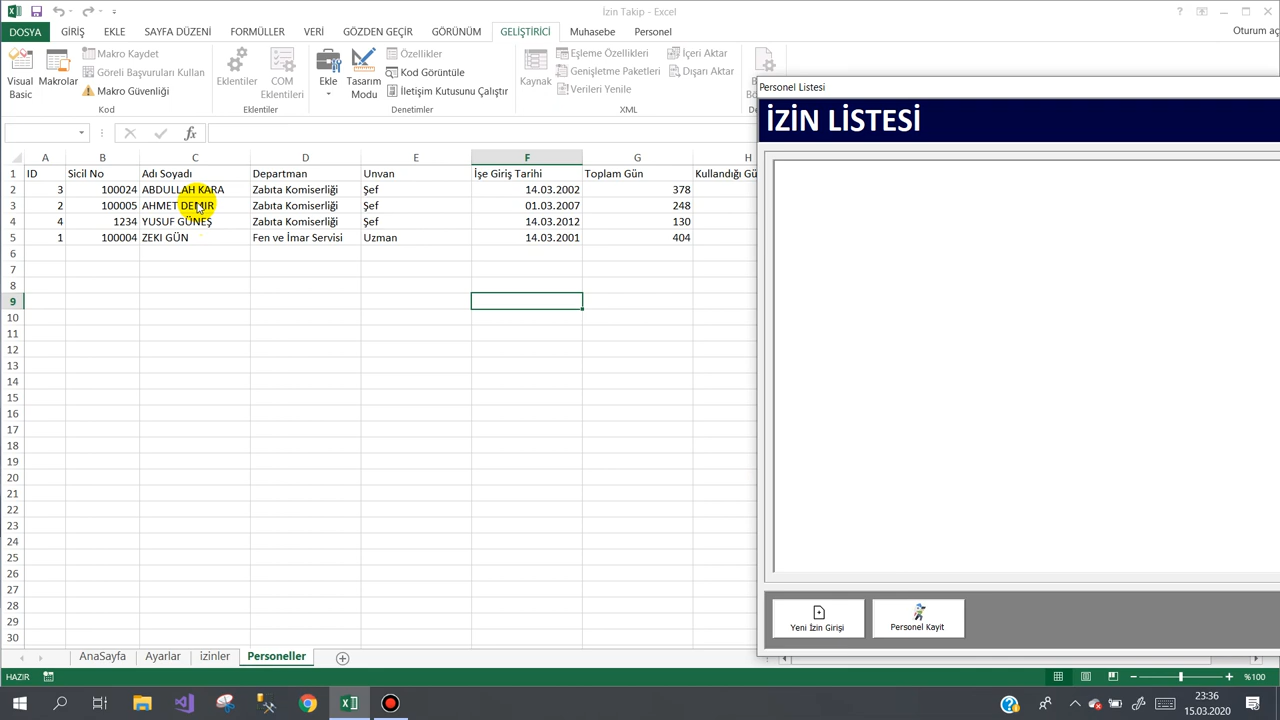 İzin Takip - Excel
DOSYA GİRİŞ EKLE SAYFA DÜZENİ FORMÜLLER VERİ GÖZDEN GEÇİR GÖRÜNÜM GELİŞTİRİCİ Muhasebe Personel
Oturum aç
Visual Basic
Makrolar
Makro Kaydet
Göreli Başvuruları Kullan
Makro Güvenliği
Kod
Eklentiler
COM Eklentileri
Eklentiler
Ekle
Tasarım Modu
Özellikler
Kod Görüntüle
İletişim Kutusunu Çalıştır
Denetimler
Kaynak
Eşleme Özellikleri
Genişletme Paketleri
Verileri Yenile
İçeri Aktar
Dışarı Aktar
XML
fx
Personel Listesi
İZİN LİSTESİ
A B C D E F G H
1 ID Sicil No Adı Soyadı Departman Unvan İşe Giriş Tarihi Toplam Gün Kullandığı Gü
2 3 100024 ABDULLAH KARA Zabıta Komiserliği Şef 14.03.2002 378
3 2 100005 AHMET DEMIR Zabıta Komiserliği Şef 01.03.2007 248
4 4 1234 YUSUF GÜNEŞ Zabıta Komiserliği Şef 14.03.2012 130
5 1 100004 ZEKI GÜN Fen ve İmar Servisi Uzman 14.03.2001 404
6
7
8
9
10
11
12
13
14
15
16
17
18
19
20
21
22
23
24
25
26
27
28
29
30
Yeni İzin Girişi
Personel Kayit
AnaSayfa Ayarlar izinler Personeller
HAZIR
%100
23:36
15.03.2020